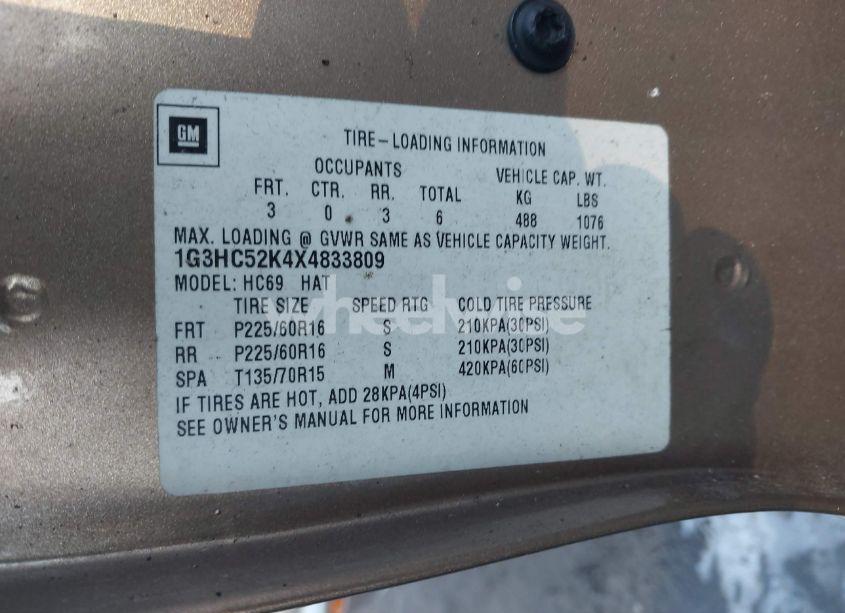 GM
TIRE-LOADING INFORMATION
OCCUPANTS VEHICLE CAP. WT.
FRT. CTR. RR. TOTAL KG LBS
3 0 3 6 488 1076
MAX. LOADING @ GVWR SAME AS VEHICLE CAPACITY WEIGHT.
1G3HC52K4X4833809
MODEL: HC69 HAT
TIRE SIZE SPEED RTG COLD TIRE PRESSURE
FRT P225/60R16 S 210KPA(30PSI)
RR P225/60R16 S 210KPA(30PSI)
SPA T135/70R15 M 420KPA(60PSI)
IF TIRES ARE HOT, ADD 28KPA(4PSI)
SEE OWNER'S MANUAL FOR MORE INFORMATION
wheelwise